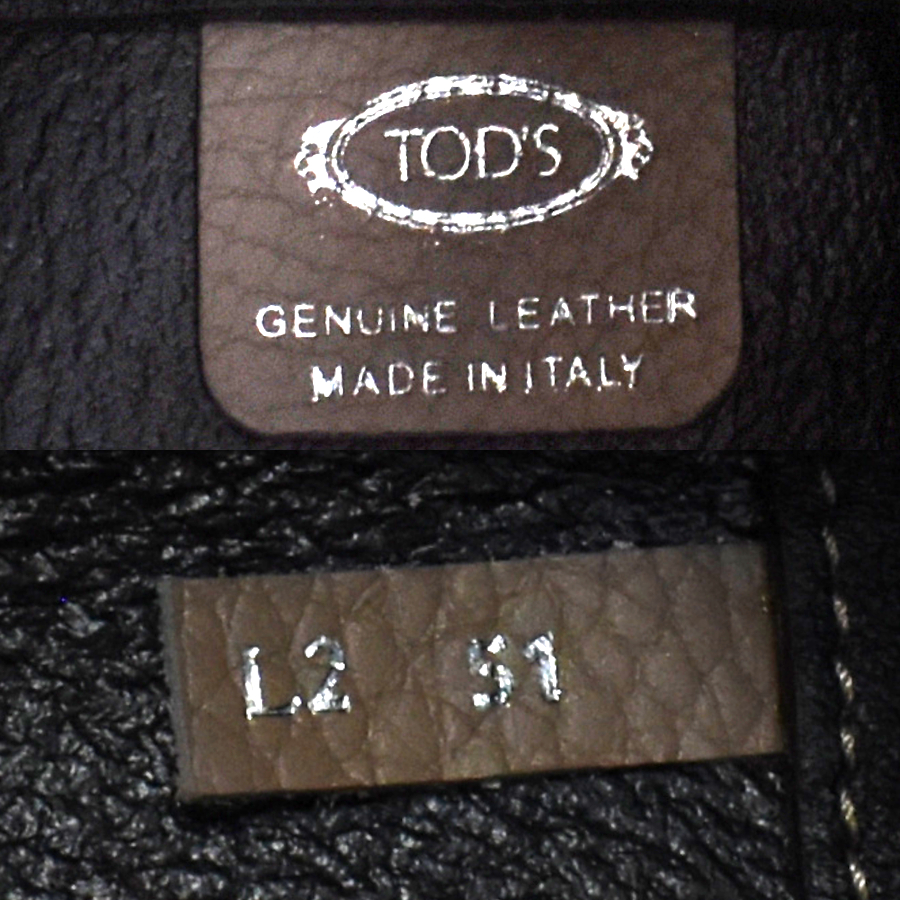 TOD'S
GENUINE LEATHER
MADE IN ITALY
L2 51